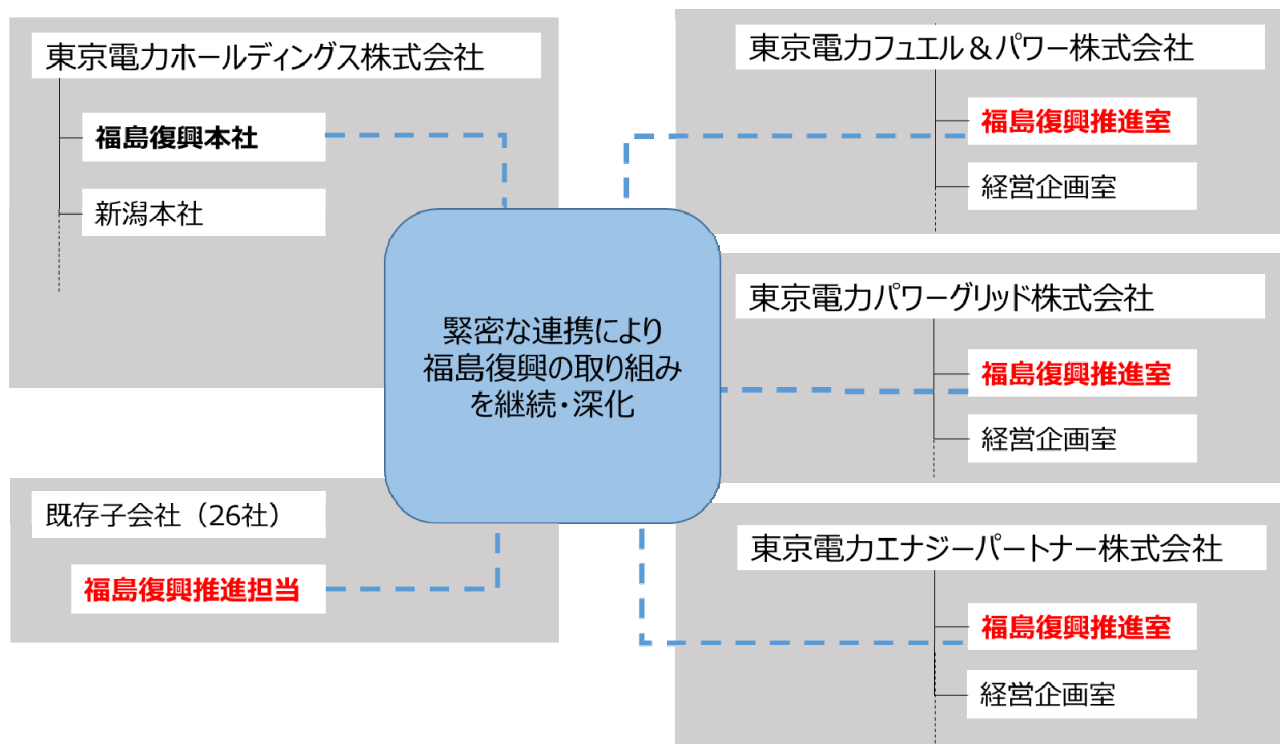 東京電力ホールディングス株式会社
福島復興本社
新潟本社
既存子会社（26社）
福島復興推進担当
緊密な連携により
福島復興の取り組み
を継続・深化
東京電力フュエル＆パワー株式会社
福島復興推進室
経営企画室
東京電力パワーグリッド株式会社
福島復興推進室
経営企画室
東京電力エナジーパートナー株式会社
福島復興推進室
経営企画室